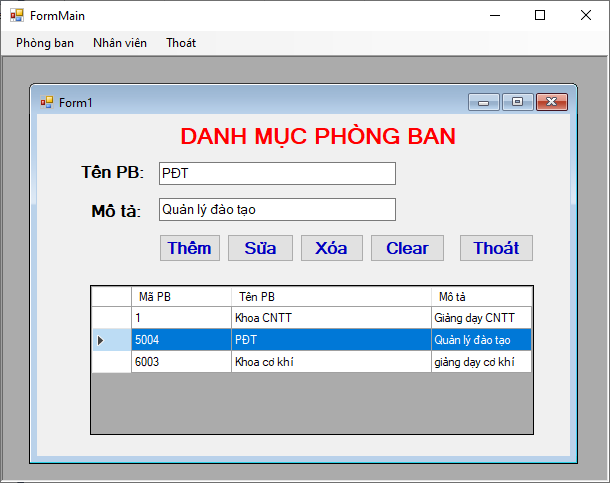 FormMain
Phòng ban Nhân viên Thoát
Form1
DANH MỤC PHÒNG BAN
Tên PB: PĐT
Mô tả: Quản lý đào tạo
Thêm Sửa Xóa Clear Thoát
Mã PB Tên PB Mô tả
1 Khoa CNTT Giảng dạy CNTT
5004 PĐT Quản lý đào tạo
6003 Khoa cơ khí giảng dạy cơ khí